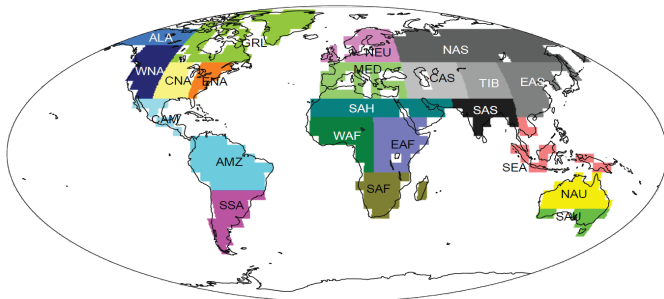 ALA
GRL
NEU
NAS
WNA
CNA
ENA
MED
CAS
TIB
EAS
CAM
SAH
SAS
WAF
EAF
AMZ
SEA
SAF
NAU
SSA
SAU